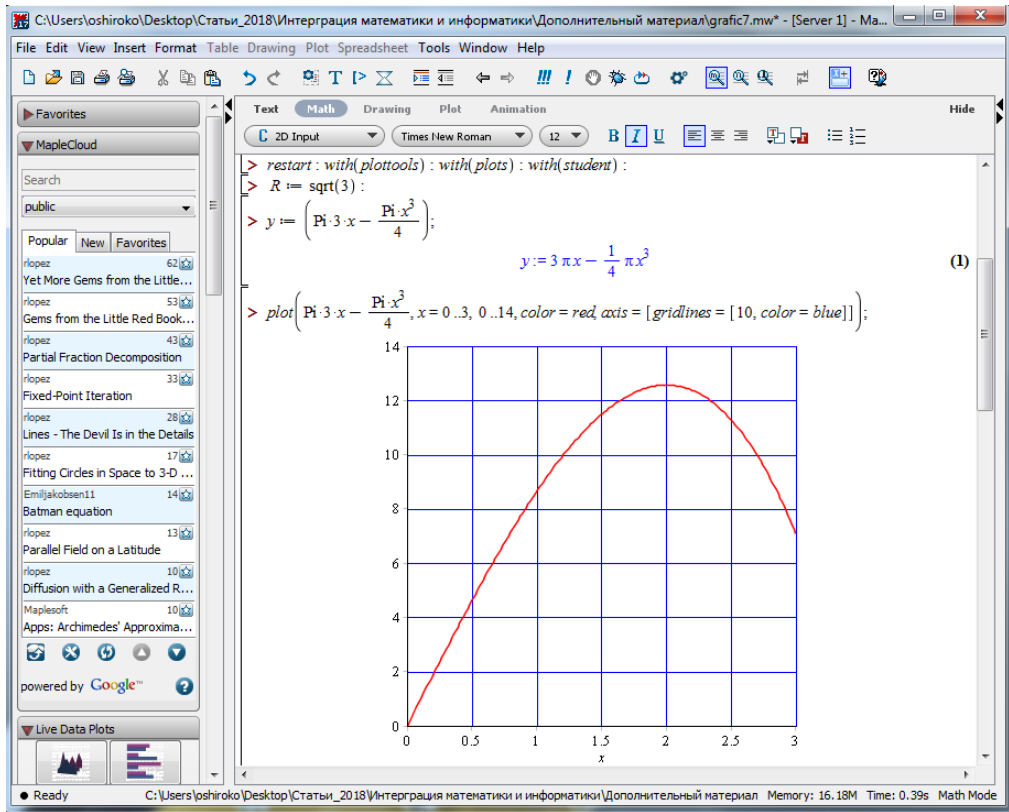 C:\Users\oshiroko\Desktop\Статьи_2018\Интергрaция математики и информатики\Дополнительный материал\grafic7.mw* - [Server 1] - Ma...
File Edit View Insert Format Table Drawing Plot Spreadsheet Tools Window Help
Favorites
MapleCloud
Search
public
Popular New Favorites
rlopez 62
Yet More Gems from the Little...
rlopez 53
Gems from the Little Red Book...
rlopez 43
Partial Fraction Decomposition
rlopez 33
Fixed-Point Iteration
rlopez 28
Lines - The Devil Is in the Details
rlopez 17
Fitting Circles in Space to 3-D ...
Emiljakobsen11 14
Batman equation
rlopez 13
Parallel Field on a Latitude
rlopez 10
Diffusion with a Generalized R...
Maplesoft 10
Apps: Archimedes' Approxima...
powered by Google™
Live Data Plots
Text Math Drawing Plot Animation Hide
C 2D Input Times New Roman 12 B I U
> restart : with(plottools) : with(plots) : with(student) :
> R := sqrt(3) :
> y := (Pi·3·x − Pi·x³/4);
y := 3 π x − 1/4 π x³ (1)
> plot(Pi·3·x − Pi·x³/4, x = 0 ..3, 0 ..14, color = red, axis = [gridlines = [10, color = blue]]);
14
12
10
8
6
4
2
0
0 0.5 1 1.5 2 2.5 3
x
Ready C:\Users\oshiroko\Desktop\Статьи_2018\Интергрaция математики и информатики\Дополнительный материал Memory: 16.18M Time: 0.39s Math Mode